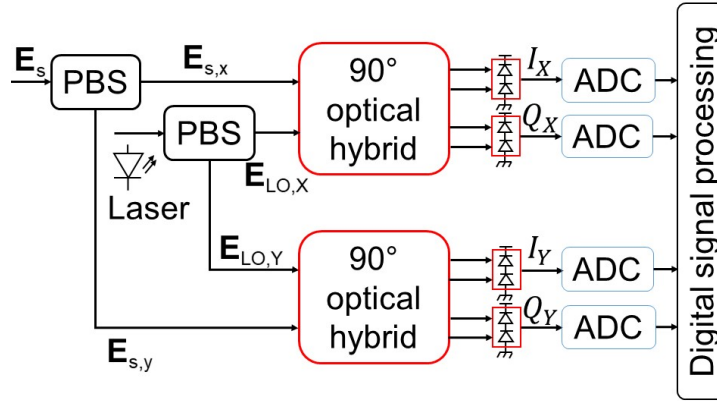 E_s
PBS
E_s,x
90°
optical
hybrid
I_X
ADC
Q_X
ADC
PBS
E_LO,X
Laser
E_LO,Y
90°
optical
hybrid
I_Y
ADC
Q_Y
ADC
E_s,y
Digital signal processing